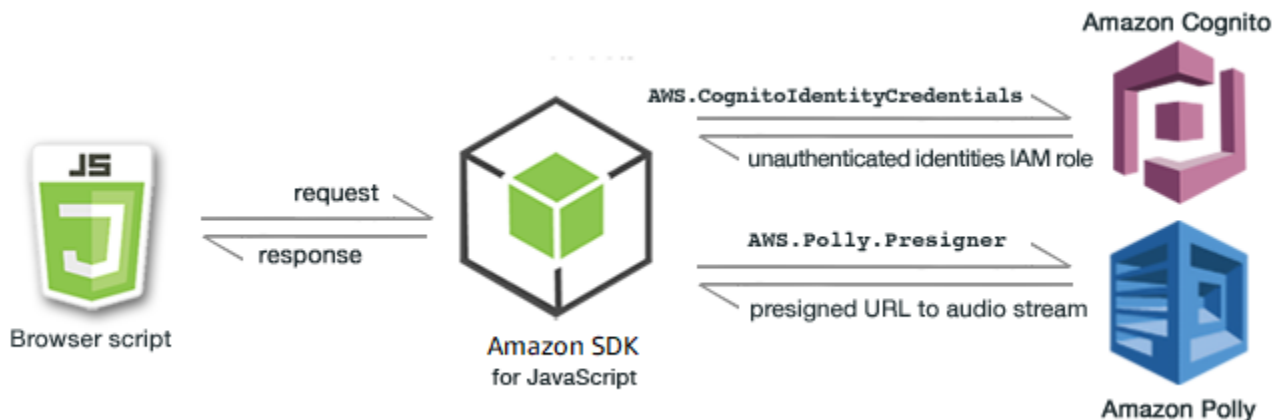 Amazon Cognito
AWS.CognitoIdentityCredentials
unauthenticated identities IAM role
JS
request
response
AWS.Polly.Presigner
presigned URL to audio stream
Browser script
Amazon SDK
for JavaScript
Amazon Polly